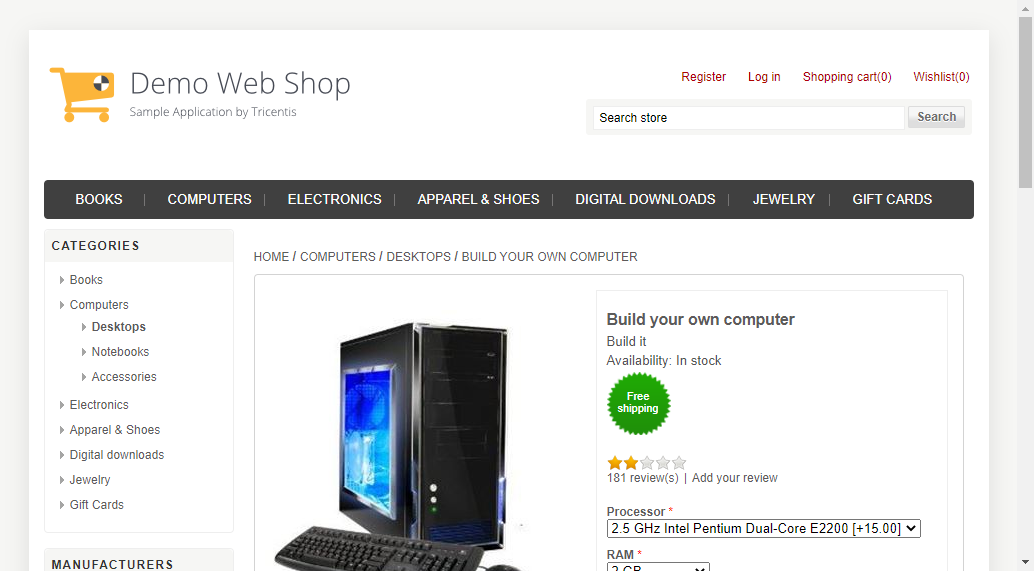 Demo Web Shop
Sample Application by Tricentis
Register Log in Shopping cart(0) Wishlist(0)
Search store Search
BOOKS COMPUTERS ELECTRONICS APPAREL & SHOES DIGITAL DOWNLOADS JEWELRY GIFT CARDS
CATEGORIES
Books
Computers
Desktops
Notebooks
Accessories
Electronics
Apparel & Shoes
Digital downloads
Jewelry
Gift Cards
MANUFACTURERS
HOME / COMPUTERS / DESKTOPS / BUILD YOUR OWN COMPUTER
Build your own computer
Build it
Availability: In stock
Free
shipping
181 review(s) | Add your review
Processor *
2.5 GHz Intel Pentium Dual-Core E2200 [+15.00]
RAM *
2 GB